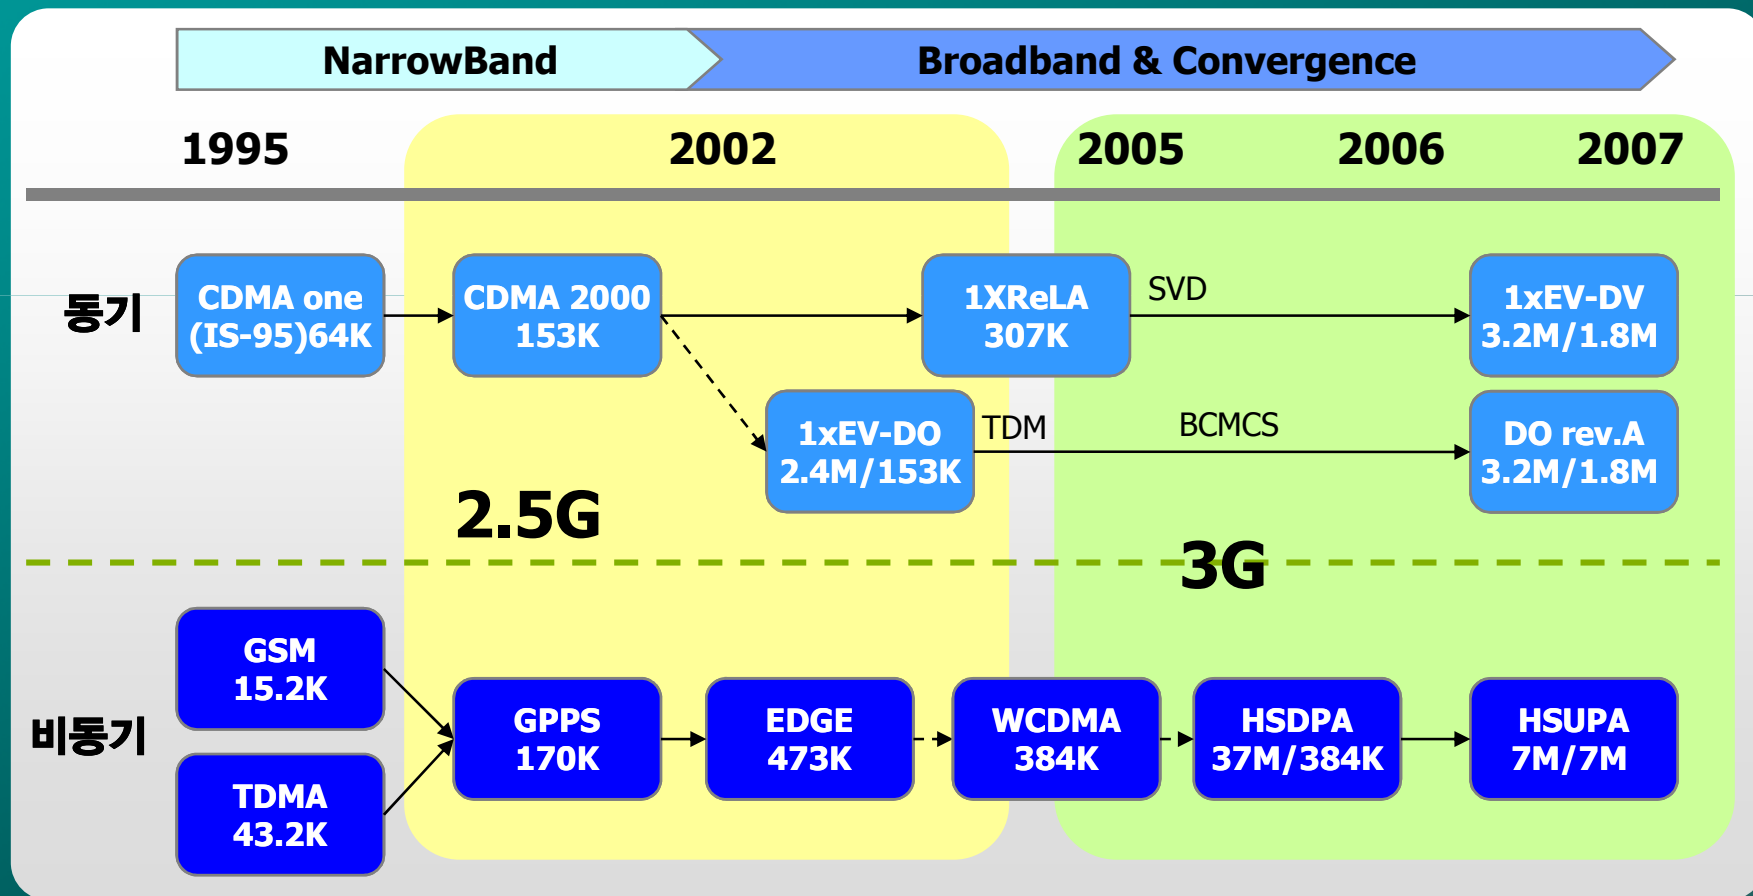 NarrowBand
Broadband & Convergence
1995
2002
2005
2006
2007
동기
CDMA one
(IS-95)64K
CDMA 2000
153K
1XReLA
307K
SVD
1xEV-DV
3.2M/1.8M
1xEV-DO
2.4M/153K
TDM
BCMCS
DO rev.A
3.2M/1.8M
2.5G
3G
비동기
GSM
15.2K
TDMA
43.2K
GPPS
170K
EDGE
473K
WCDMA
384K
HSDPA
37M/384K
HSUPA
7M/7M